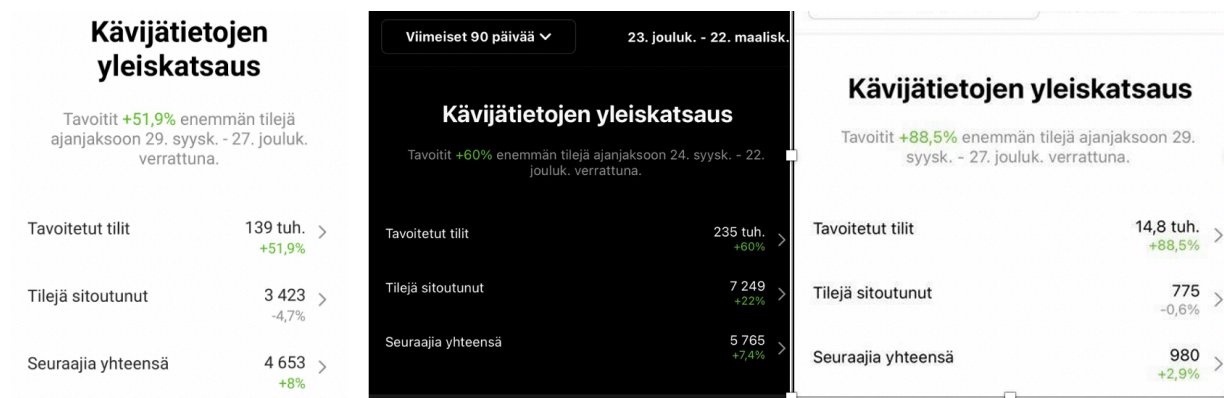 Kävijätietojen
yleiskatsaus
Tavoitit +51,9% enemmän tilejä
ajanjaksoon 29. syysk. - 27. jouluk.
verrattuna.
Tavoitetut tilit 139 tuh.
+51,9%
Tilejä sitoutunut 3 423
-4,7%
Seuraajia yhteensä 4 653
+8%
Viimeiset 90 päivää 23. jouluk. - 22. maalisk.
Kävijätietojen yleiskatsaus
Tavoitit +60% enemmän tilejä ajanjaksoon 24. syysk. - 22.
jouluk. verrattuna.
Tavoitetut tilit 235 tuh.
+60%
Tilejä sitoutunut 7 249
+22%
Seuraajia yhteensä 5 765
+7,4%
Kävijätietojen yleiskatsaus
Tavoitit +88,5% enemmän tilejä ajanjaksoon 29.
syysk. - 27. jouluk. verrattuna.
Tavoitetut tilit 14,8 tuh.
+88,5%
Tilejä sitoutunut 775
-0,6%
Seuraajia yhteensä 980
+2,9%